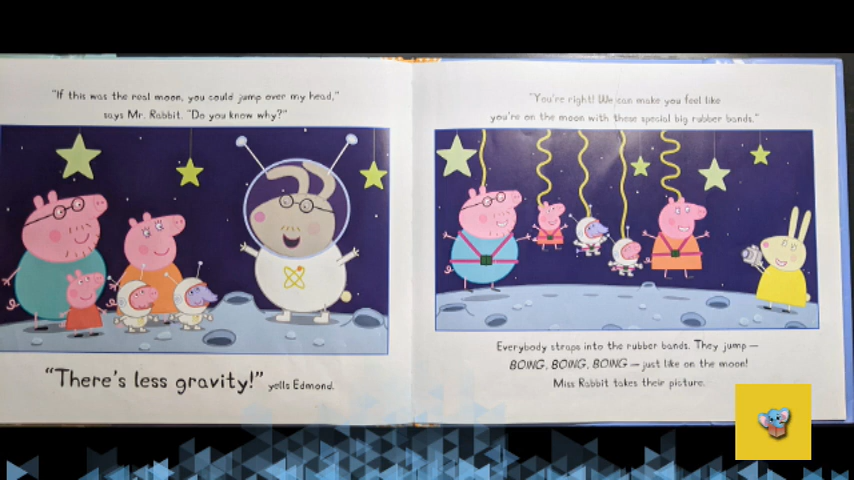 "If this was the real moon, you could jump over my head,"
says Mr. Rabbit. "Do you know why?"
"There's less gravity!" yells Edmond.
"You're right! We can make you feel like
you're on the moon with these special big rubber bands."
Everybody straps into the rubber bands. They jump –
BOING, BOING, BOING – just like on the moon!
Miss Rabbit takes their picture.